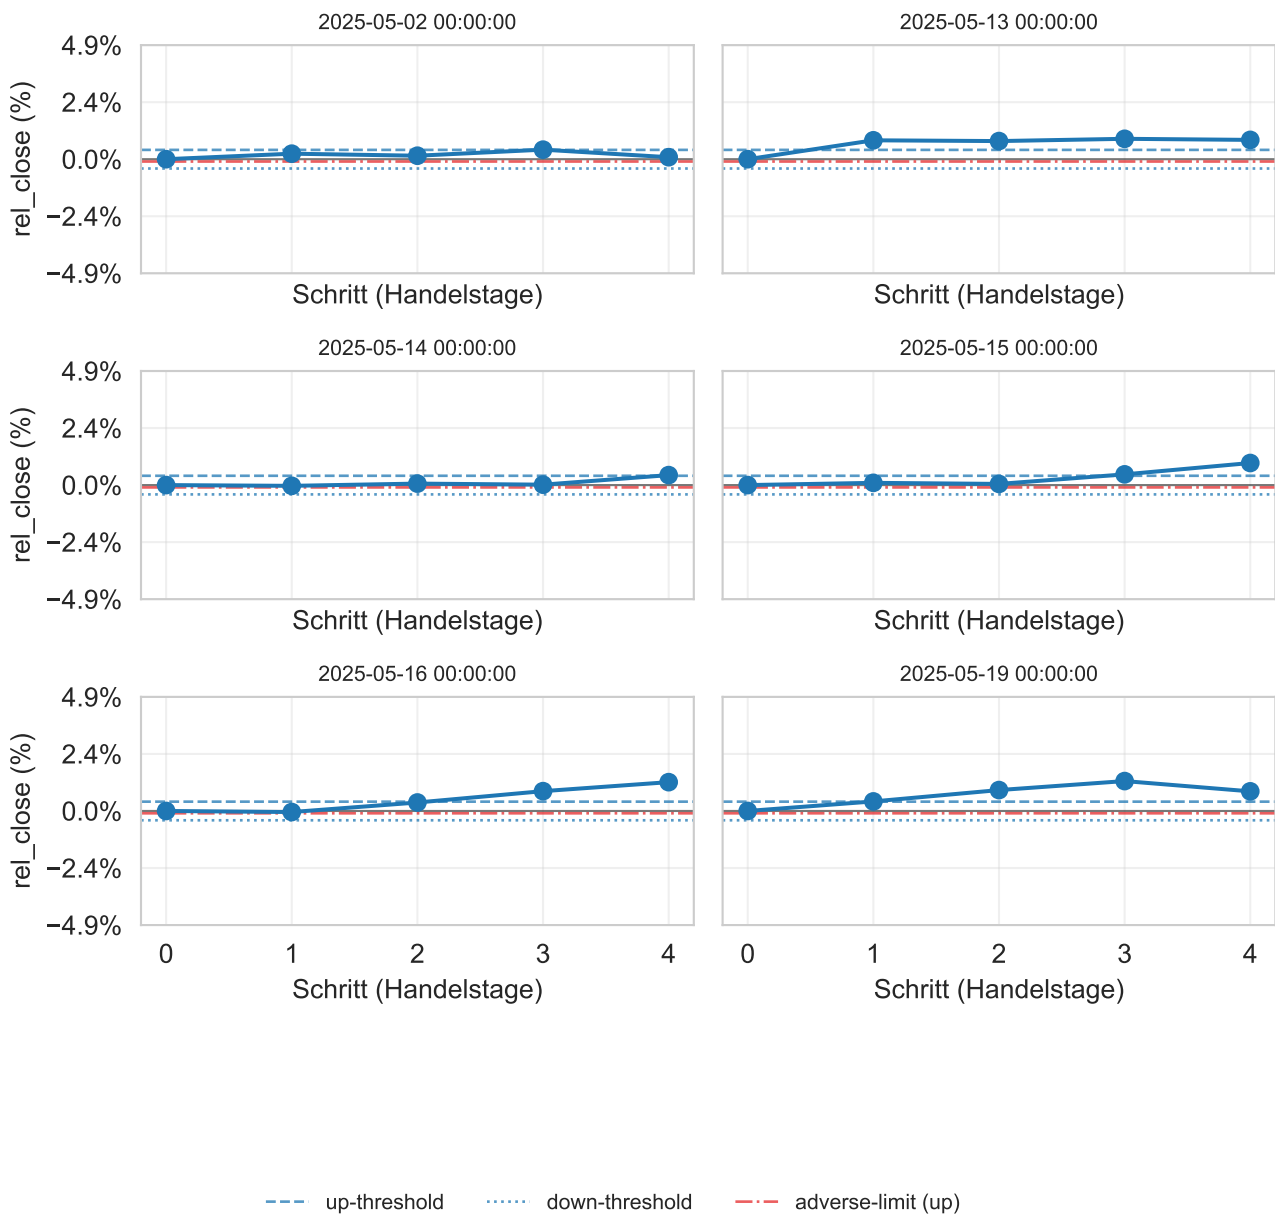 2025-05-02 00:00:00
2025-05-13 00:00:00
rel_close (%)
4.9%
2.4%
0.0%
−2.4%
−4.9%
Schritt (Handelstage)
Schritt (Handelstage)
2025-05-14 00:00:00
2025-05-15 00:00:00
rel_close (%)
4.9%
2.4%
0.0%
−2.4%
−4.9%
Schritt (Handelstage)
Schritt (Handelstage)
2025-05-16 00:00:00
2025-05-19 00:00:00
rel_close (%)
4.9%
2.4%
0.0%
−2.4%
−4.9%
0 1 2 3 4
0 1 2 3 4
Schritt (Handelstage)
Schritt (Handelstage)
up-threshold
down-threshold
adverse-limit (up)